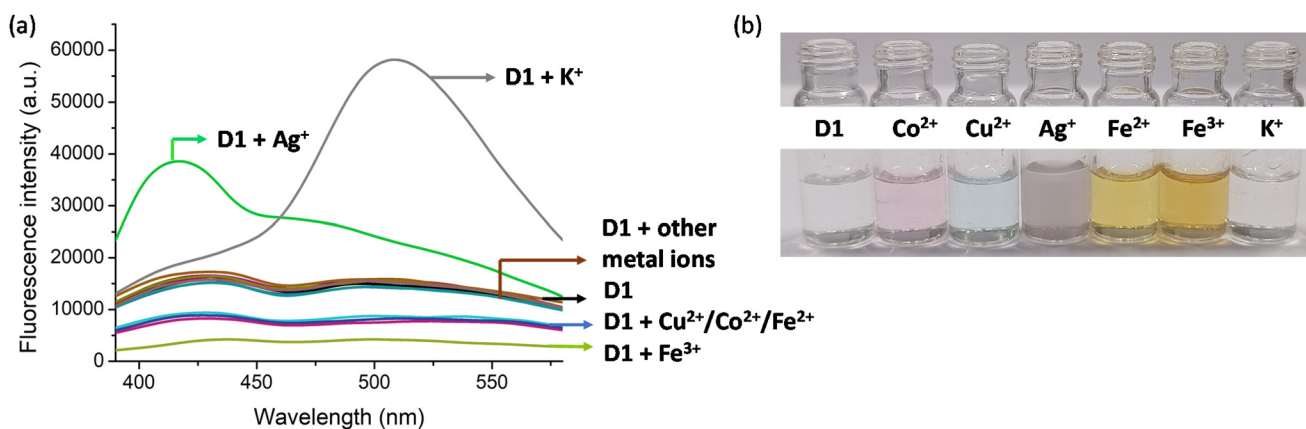 (a)
Fluorescence intensity (a.u.)
60000
50000
40000
30000
20000
10000
0
400
450
500
550
Wavelength (nm)
D1 + K⁺
D1 + Ag⁺
D1 + other
metal ions
D1
D1 + Cu²⁺/Co²⁺/Fe²⁺
D1 + Fe³⁺
(b)
D1 Co²⁺ Cu²⁺ Ag⁺ Fe²⁺ Fe³⁺ K⁺